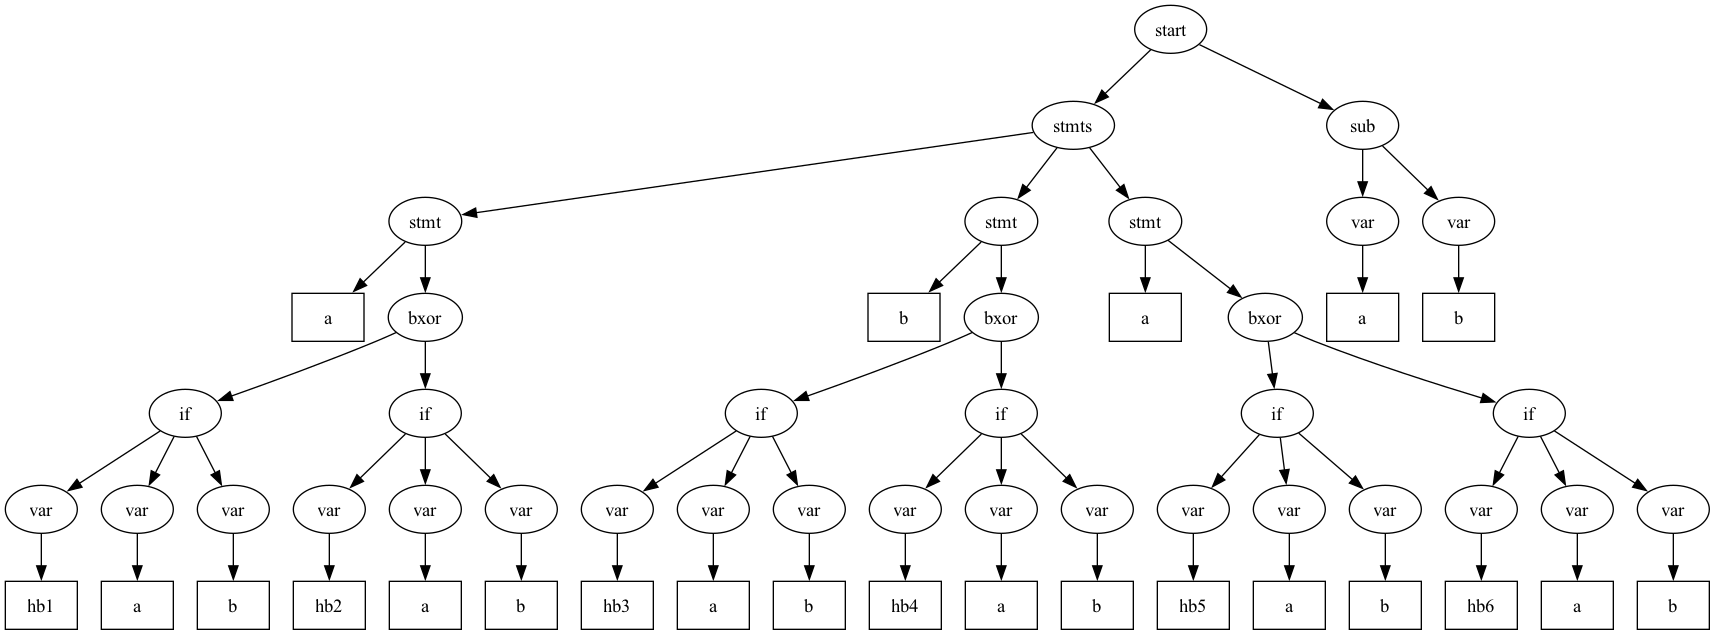 start
stmts sub
stmt stmt stmt var var
a bxor b bxor a bxor a b
if if if if if if
var var var var var var var var var var var var var var var var var var
hb1 a b hb2 a b hb3 a b hb4 a b hb5 a b hb6 a b